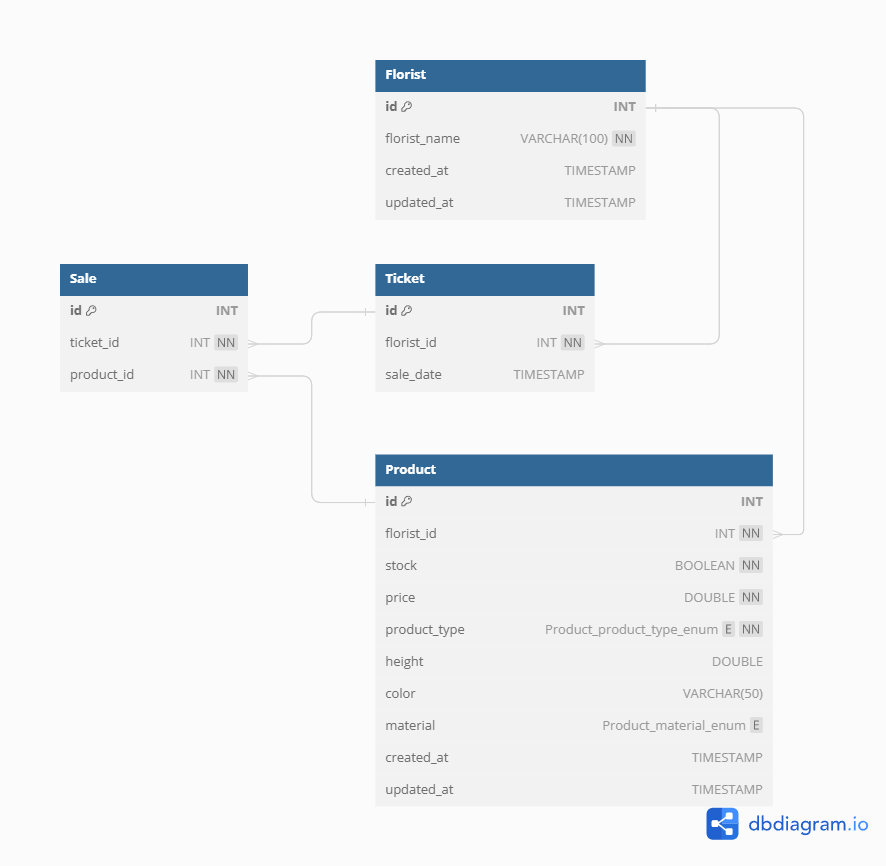 Florist
id INT
florist_name VARCHAR(100) NN
created_at TIMESTAMP
updated_at TIMESTAMP
Sale
id INT
ticket_id INT NN
product_id INT NN
Ticket
id INT
florist_id INT NN
sale_date TIMESTAMP
Product
id INT
florist_id INT NN
stock BOOLEAN NN
price DOUBLE NN
product_type Product_product_type_enum E NN
height DOUBLE
color VARCHAR(50)
material Product_material_enum E
created_at TIMESTAMP
updated_at TIMESTAMP
dbdiagram.io